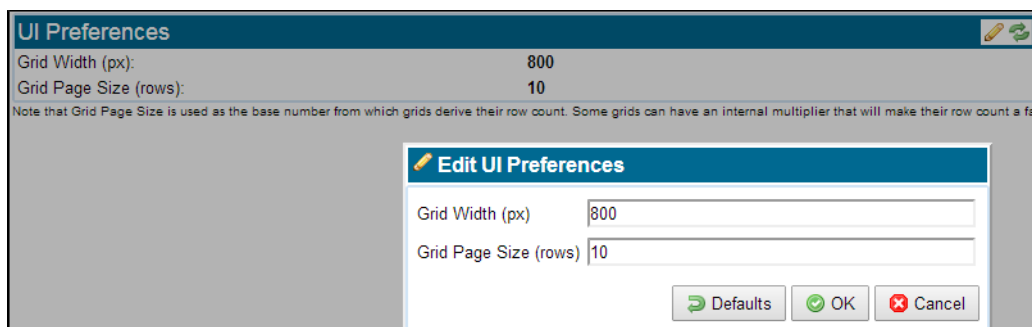 UI Preferences
Grid Width (px): 800
Grid Page Size (rows): 10
Note that Grid Page Size is used as the base number from which grids derive their row count. Some grids can have an internal multiplier that will make their row count a
Edit UI Preferences
Grid Width (px) 800
Grid Page Size (rows) 10
Defaults OK Cancel